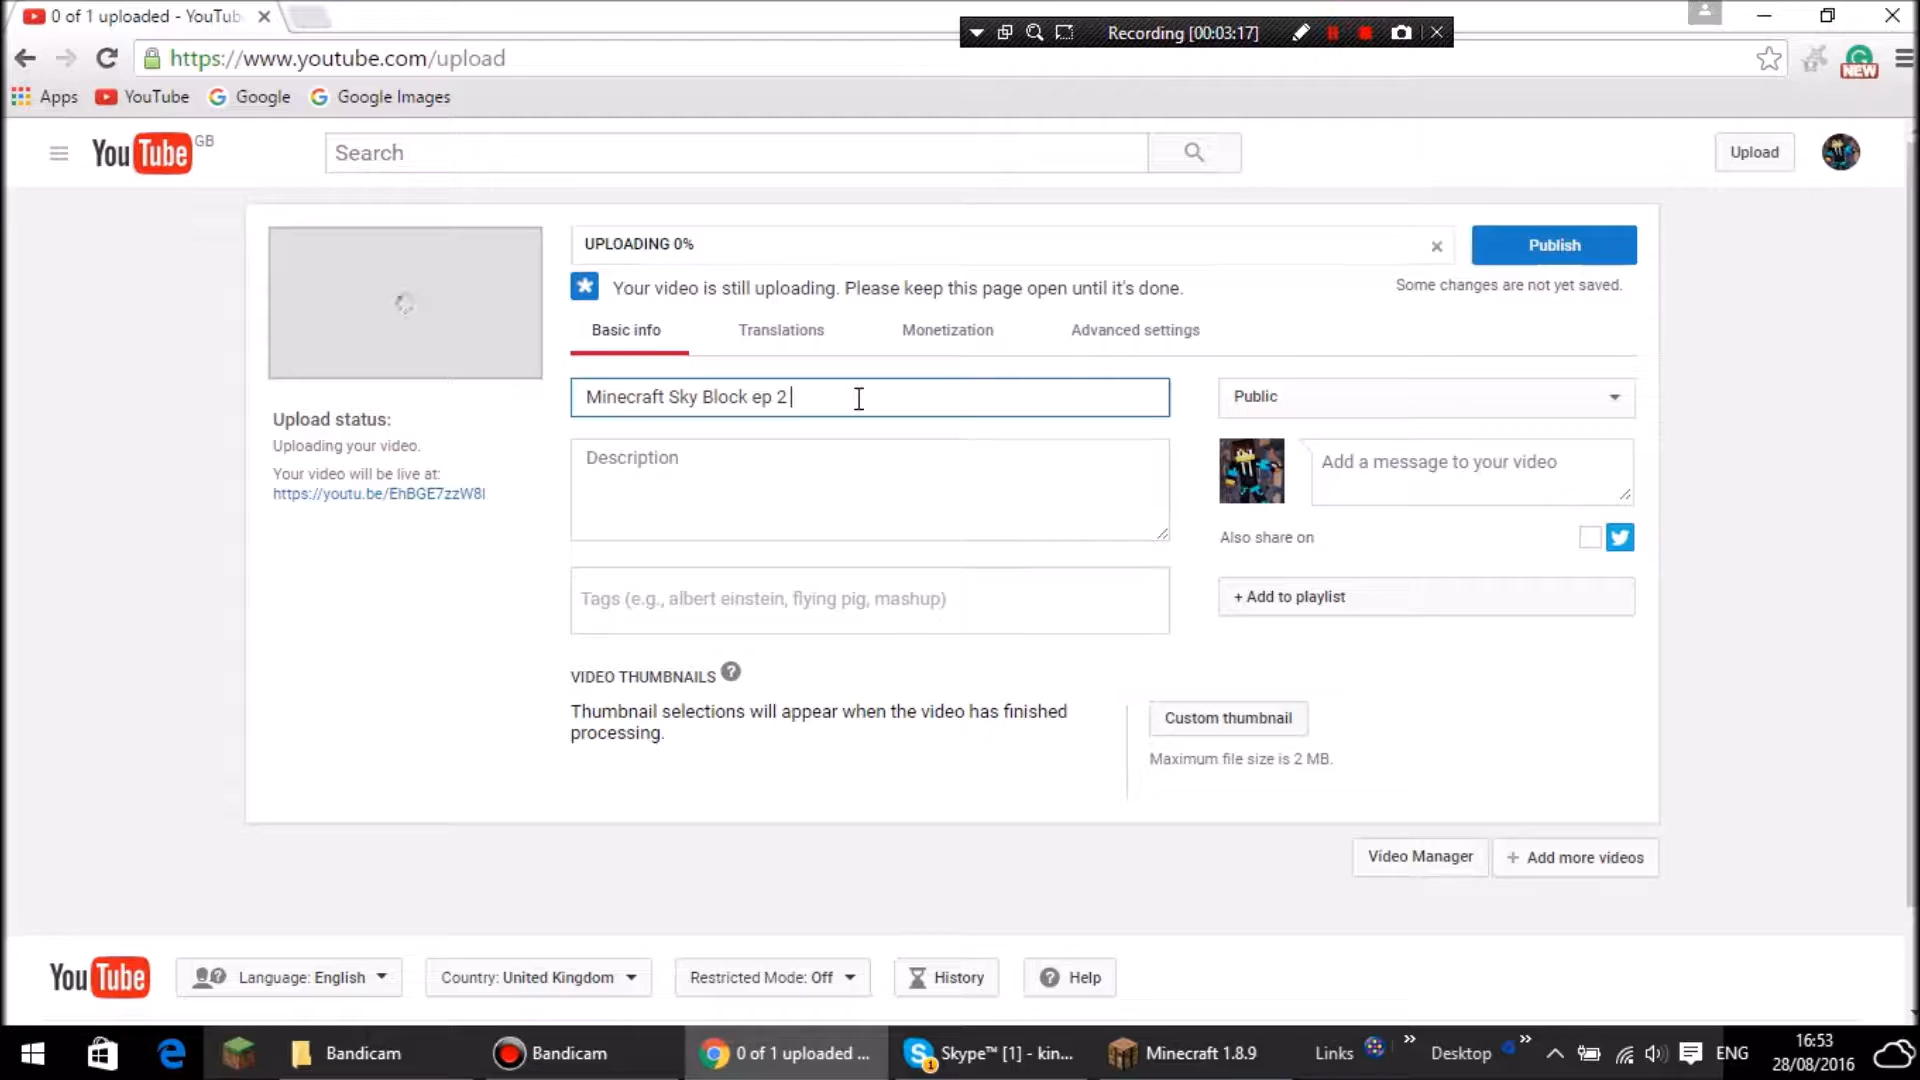 0 of 1 uploaded - YouTub
Recording [00:03:17]
https://www.youtube.com/upload
NEW
Apps
YouTube
Google
Google Images
YouTube GB
Search
Upload
UPLOADING 0%
Publish
Your video is still uploading. Please keep this page open until it's done.
Some changes are not yet saved.
Basic info
Translations
Monetization
Advanced settings
Minecraft Sky Block ep 2
Public
Upload status:
Uploading your video.
Your video will be live at:
https://youtu.be/EhBGE7zzW8I
Description
Add a message to your video
Also share on
Tags (e.g., albert einstein, flying pig, mashup)
+ Add to playlist
VIDEO THUMBNAILS ?
Thumbnail selections will appear when the video has finished
processing.
Custom thumbnail
Maximum file size is 2 MB.
Video Manager
+ Add more videos
YouTube
Language: English
Country: United Kingdom
Restricted Mode: Off
History
Help
Bandicam
Bandicam
0 of 1 uploaded ...
Skype™ [1] - kin...
Minecraft 1.8.9
Links
Desktop
ENG
16:53
28/08/2016